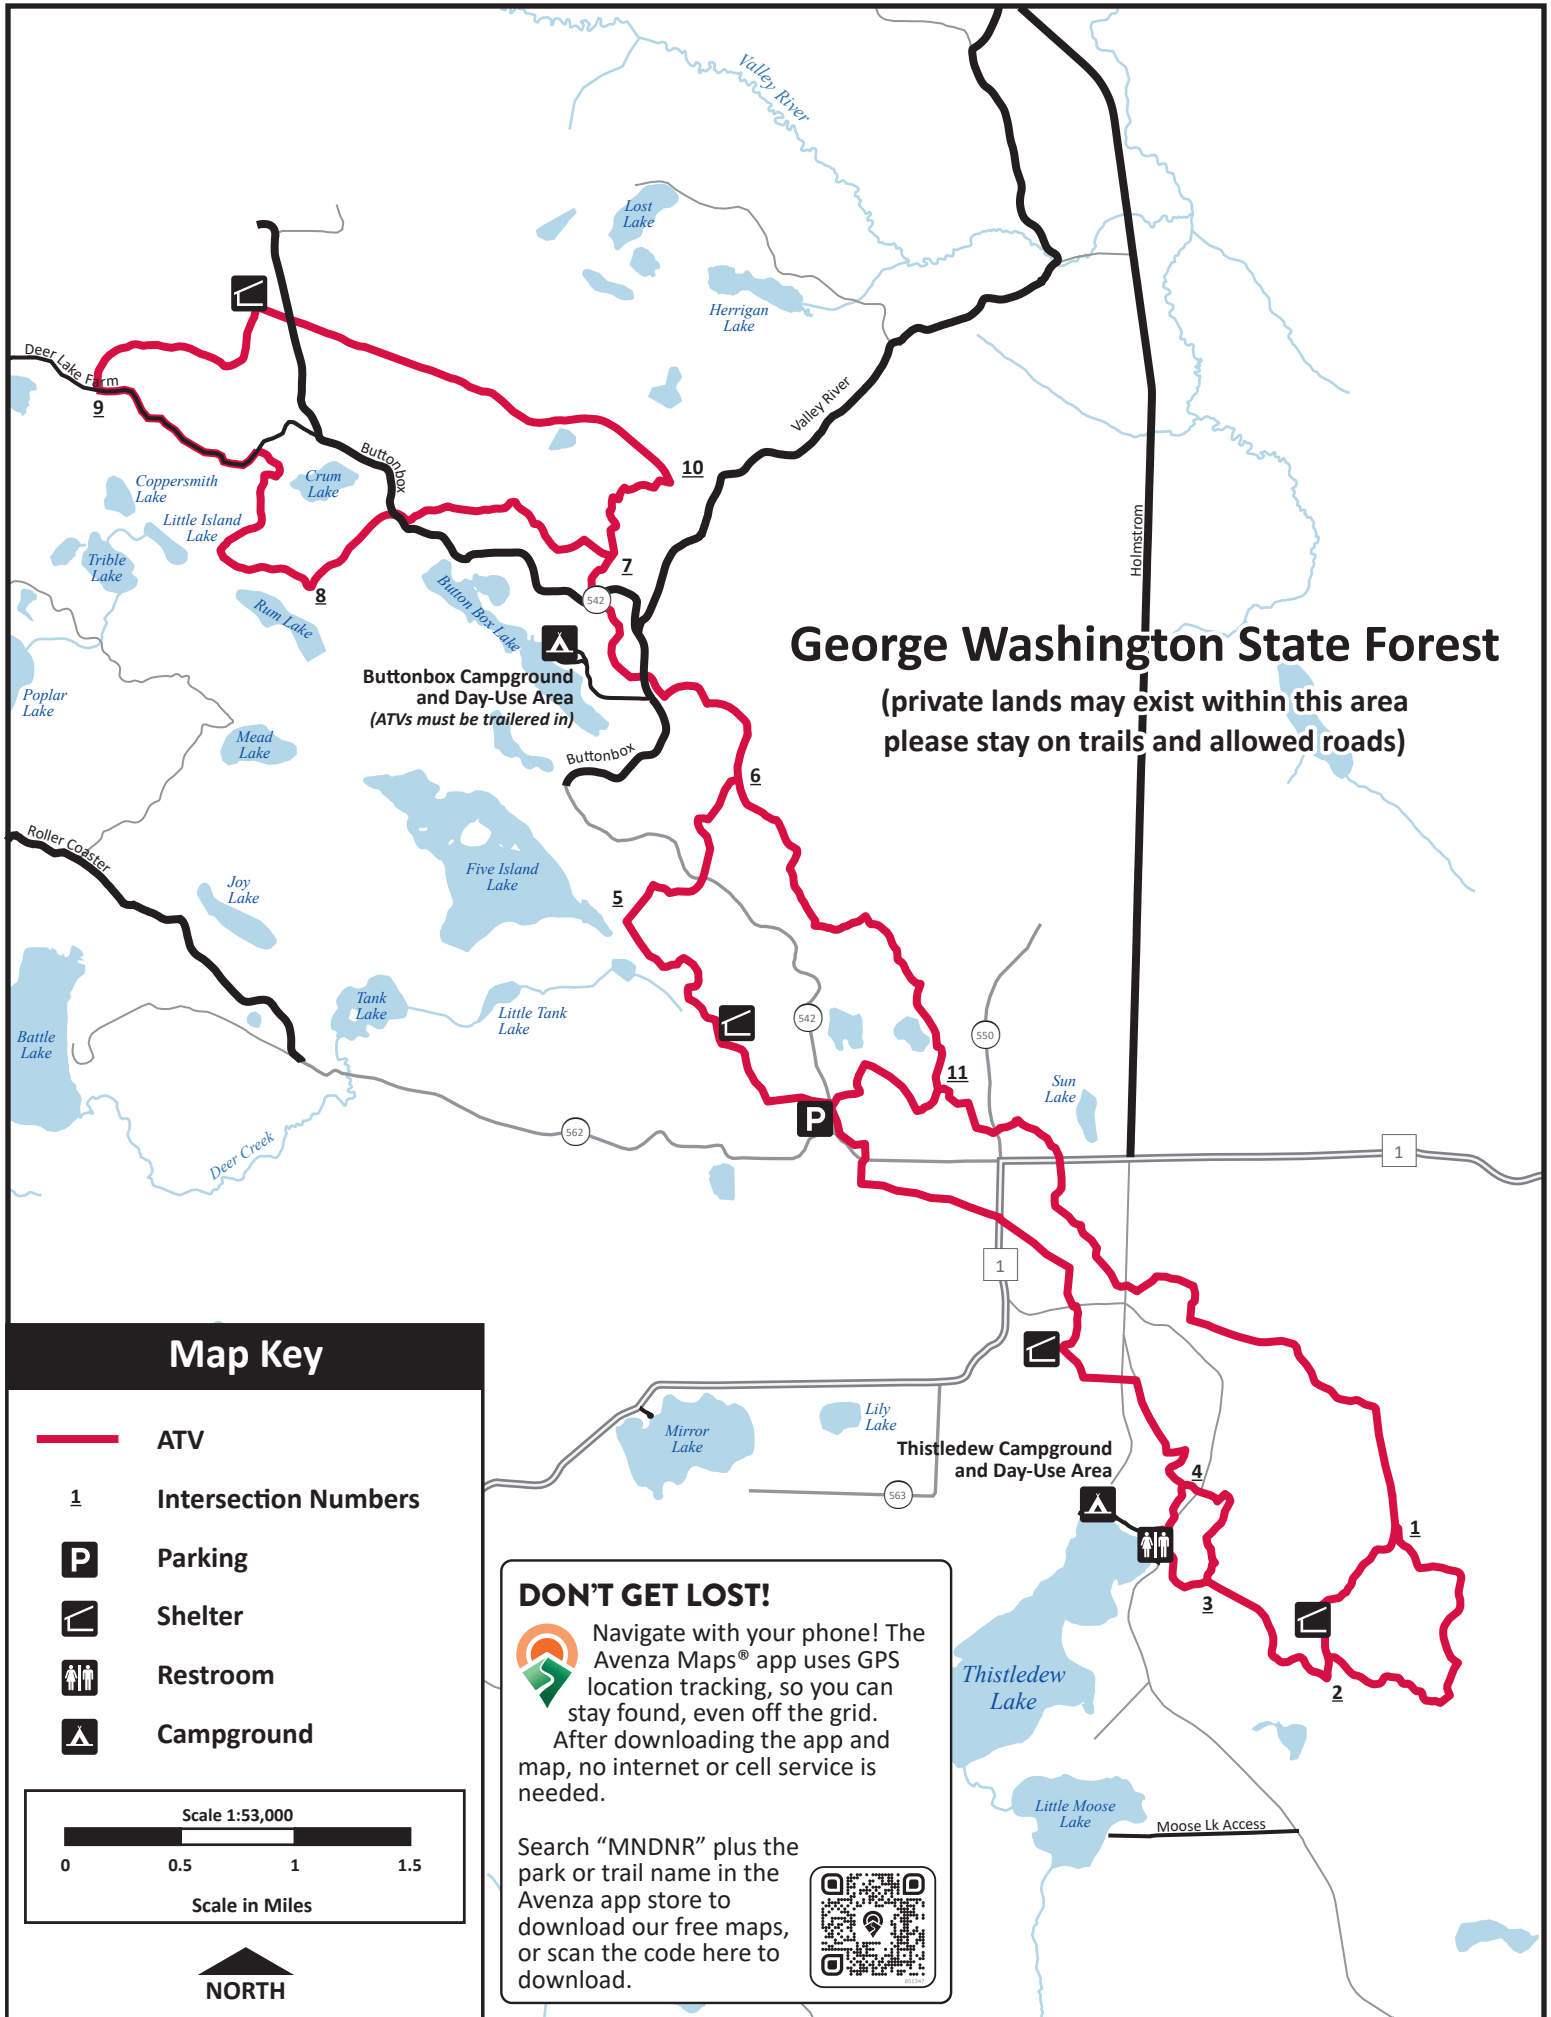 Valley River
Lost
Lake
Herrigan
Lake
Deer Lake Farm
9
Valley River
Buttonbox
10
Crum
Lake
Coppersmith
Lake
Little Island
Lake
Holmstrom
Trible
Lake
7
Button Box Lake
8
542
Rum Lake
George Washington State Forest
(private lands may exist within this area
please stay on trails and allowed roads)
Buttonbox Campground
and Day-Use Area
(ATVs must be trailered in)
Poplar
Lake
Mead
Lake
Buttonbox
6
Roller Coaster
Five Island
Lake
Joy
Lake
5
Tank
Lake
Little Tank
Lake
542
550
Battle
Lake
11
Sun
Lake
P
562
Deer Creek
1
1
Map Key
ATV
1
Intersection Numbers
P
Parking
Shelter
Restroom
Campground
Scale 1:53,000
0
0.5
1
1.5
Scale in Miles
NORTH
Mirror
Lake
Lily
Lake
Thistledew Campground
and Day-Use Area
4
563
1
3
2
Thistledew
Lake
Little Moose
Lake
Moose Lk Access
DON'T GET LOST!
Navigate with your phone! The
Avenza Maps® app uses GPS
location tracking, so you can
stay found, even off the grid.
After downloading the app and
map, no internet or cell service is
needed.
Search “MNDNR” plus the
park or trail name in the
Avenza app store to
download our free maps,
or scan the code here to
download.